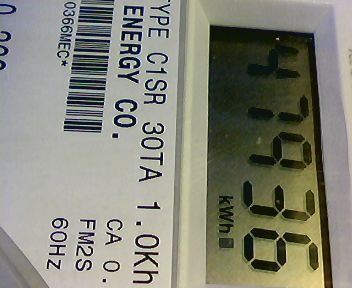 47936
kWh
TYPE C1SR 30TA 1.0Kh
ENERGY CO.
CA 0.
FM2S
60HZ
0366MEC*